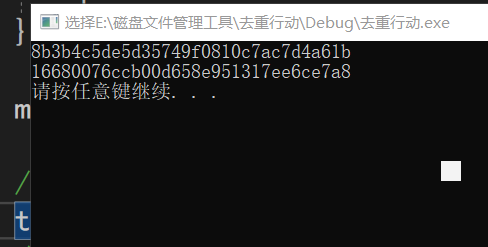 选择E:\磁盘文件管理工具\去重行动\Debug\去重行动.exe
}
8b3b4c5de5d35749f0810c7ac7d4a61b
16680076ccb00d658e951317ee6ce7a8
请按任意键继续. . .
m
/
t